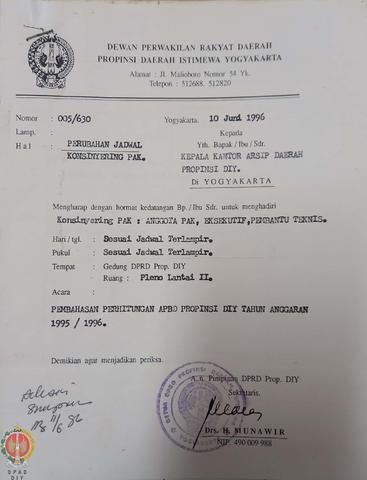 DEWAN PERWAKILAN RAKYAT DAERAH
PROPINSI DAERAH ISTIMEWA YOGYAKARTA
Alamat : Jl. Malioboro Nomor 54 Yk.
Telepon : 512688. 512820
Nomor : 005/630
Yogyakarta, 10 Juni 1996
Lamp. :
Kepada
H a l : PERUBAHAN JADWAL
KONSINYERING PAK.
Yth. Bapak / Ibu / Sdr.
KEPALA KANTOR ARSIP DAERAH
PROPINSI DIY.
Di YOGYAKARTA
Mengharap dengan hormat kedatangan Bp./Ibu/Sdr. untuk menghadiri
Konsinyering PAK : ANGGOTA PAK, EKSEKUTIF, PEMBANTU TEKNIS.
Hari / tgl. : Sesuai Jadwal Terlampir.
Pukul : Sesuai Jadwal Terlampir.
Tempat : Gedung DPRD Prop. DIY
Ruang : Pleno Lantai II.
Acara :
PEMBAHASAN PERHITUNGAN APBD PROPINSI DIY TAHUN ANGGARAN
1995 / 1996.
Demikian agar menjadikan periksa.
A.n. Pimpinan DPRD Prop. DIY
Sekretaris.
Drs. H. MUNAWIR
NIP. 490 009 988
DPAD
DIY